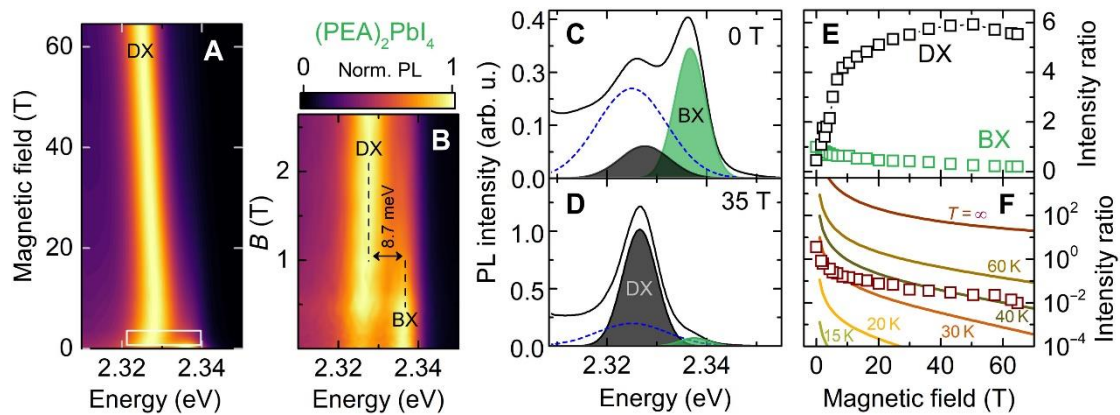 A
DX
Magnetic field (T)
60
40
20
0
2.32
2.34
Energy (eV)
(PEA)₂PbI₄
0
Norm. PL
1
B
DX
8.7 meV
BX
B (T)
2
1
2.32
2.34
Energy (eV)
C
0 T
BX
0.4
0.3
0.1
0.0
PL intensity (arb. u.)
D
35 T
DX
1.0
0.5
0.0
2.32
2.33
2.34
Energy (eV)
E
DX
BX
6
4
2
0
Intensity ratio
F
T = ∞
60 K
40 K
30 K
20 K
15 K
10²
10⁰
10⁻²
10⁻⁴
Intensity ratio
0
20
40
60
Magnetic field (T)